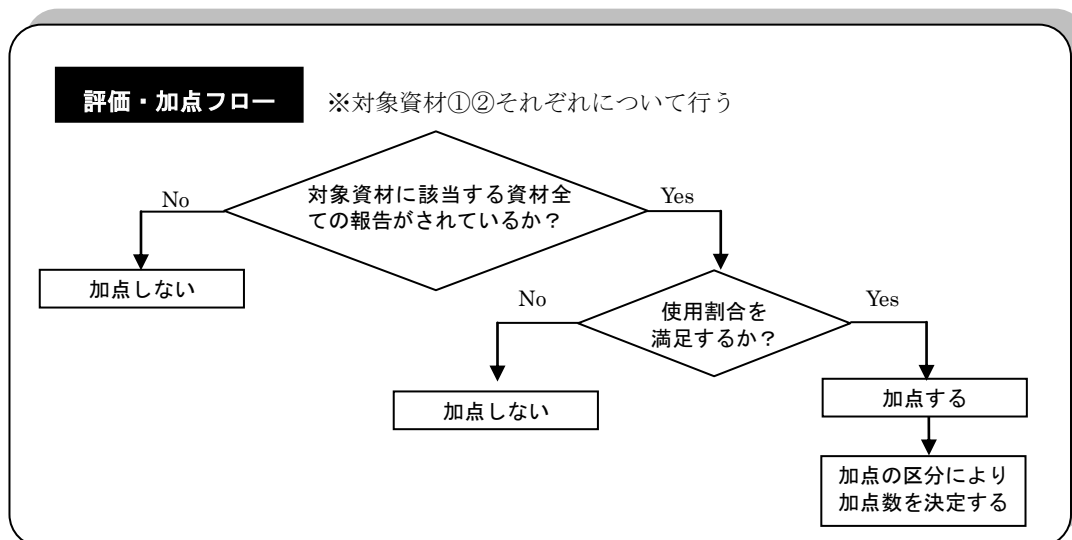 評価・加点フロー
※対象資材①②それぞれについて行う
対象資材に該当する資材全
ての報告がされているか？
No
Yes
加点しない
使用割合を
満足するか？
No
Yes
加点しない
加点する
加点の区分により
加点数を決定する